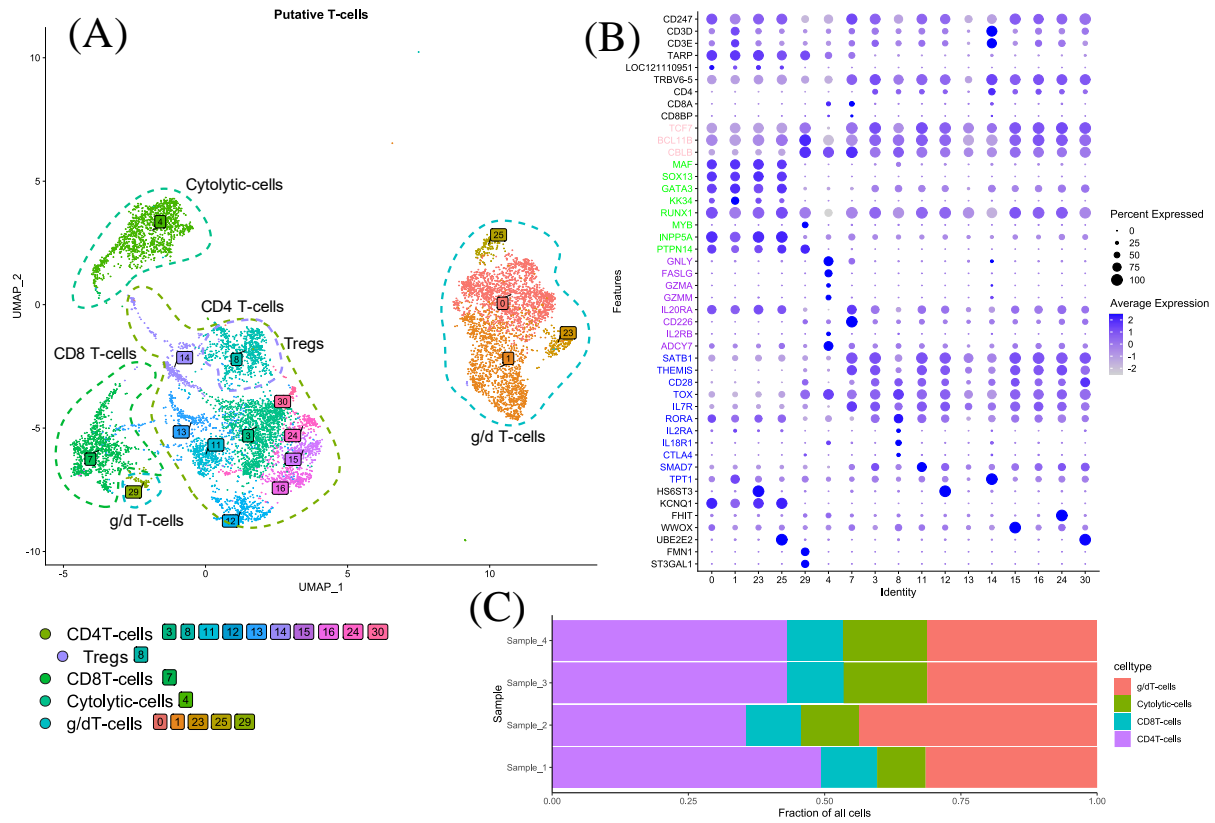 Putative T-cells
(A)
10
5
0
-5
-10
UMAP_2
-5
0
5
10
UMAP_1
Cytolytic-cells
4
CD4 T-cells
Tregs
8
14
CD8 T-cells
7
29
g/d T-cells
30
13
3
24
11
15
16
12
25
0
23
1
g/d T-cells
CD4T-cells 3 8 11 12 13 14 15 16 24 30
Tregs 8
CD8T-cells 7
Cytolytic-cells 4
g/dT-cells 0 1 23 25 29
(B)
Features
CD247
CD3D
CD3E
TARP
LOC121110951
TRBV6-5
CD4
CD8A
CD8BP
TCF7
BCL11B
CBLB
MAF
SOX13
GATA3
KK34
RUNX1
MYB
INPP5A
PTPN14
GNLY
FASLG
GZMA
GZMM
IL20RA
CD226
IL2RB
ADCY7
SATB1
THEMIS
CD28
TOX
IL7R
RORA
IL2RA
IL18R1
CTLA4
SMAD7
TPT1
HS6ST3
KCNQ1
FHIT
WWOX
UBE2E2
FMN1
ST3GAL1
0 1 23 25 29 4 7 3 8 11 12 13 14 15 16 24 30
Identity
Percent Expressed
0
25
50
75
100
Average Expression
2
1
0
-1
-2
(C)
Sample
Sample_4
Sample_3
Sample_2
Sample_1
0.00 0.25 0.50 0.75 1.00
Fraction of all cells
celltype
g/dT-cells
Cytolytic-cells
CD8T-cells
CD4T-cells